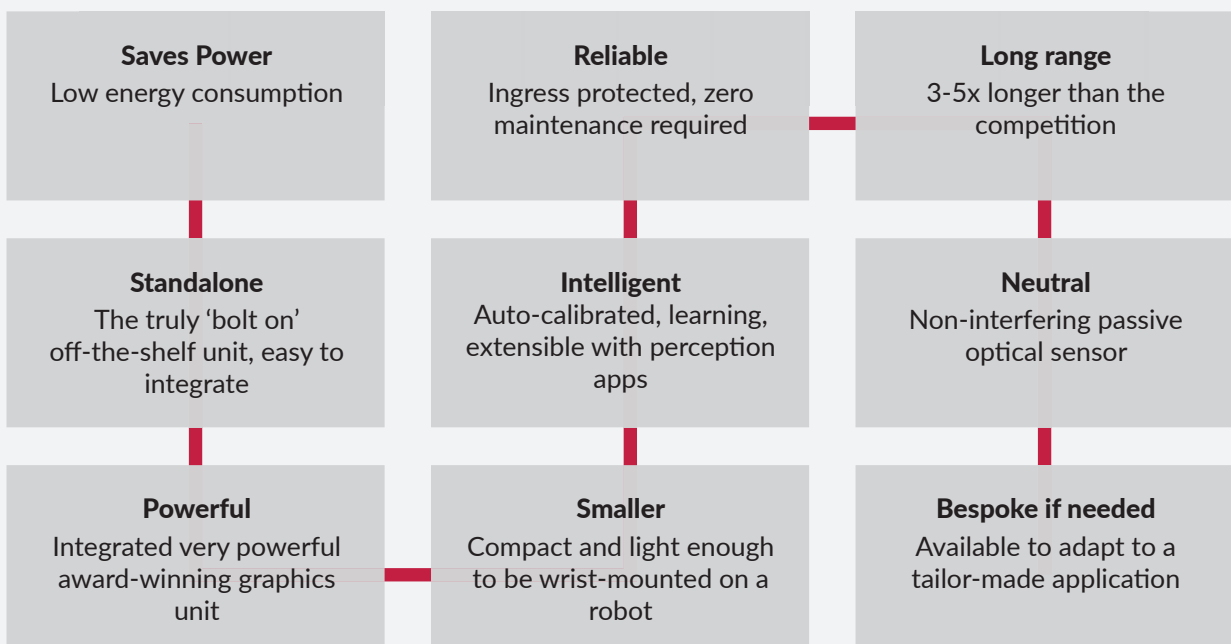 Saves Power
Low energy consumption
Reliable
Ingress protected, zero
maintenance required
Long range
3-5x longer than the
competition
Standalone
The truly ‘bolt on’
off-the-shelf unit, easy to
integrate
Intelligent
Auto-calibrated, learning,
extensible with perception
apps
Neutral
Non-interfering passive
optical sensor
Powerful
Integrated very powerful
award-winning graphics
unit
Smaller
Compact and light enough
to be wrist-mounted on a
robot
Bespoke if needed
Available to adapt to a
tailor-made application